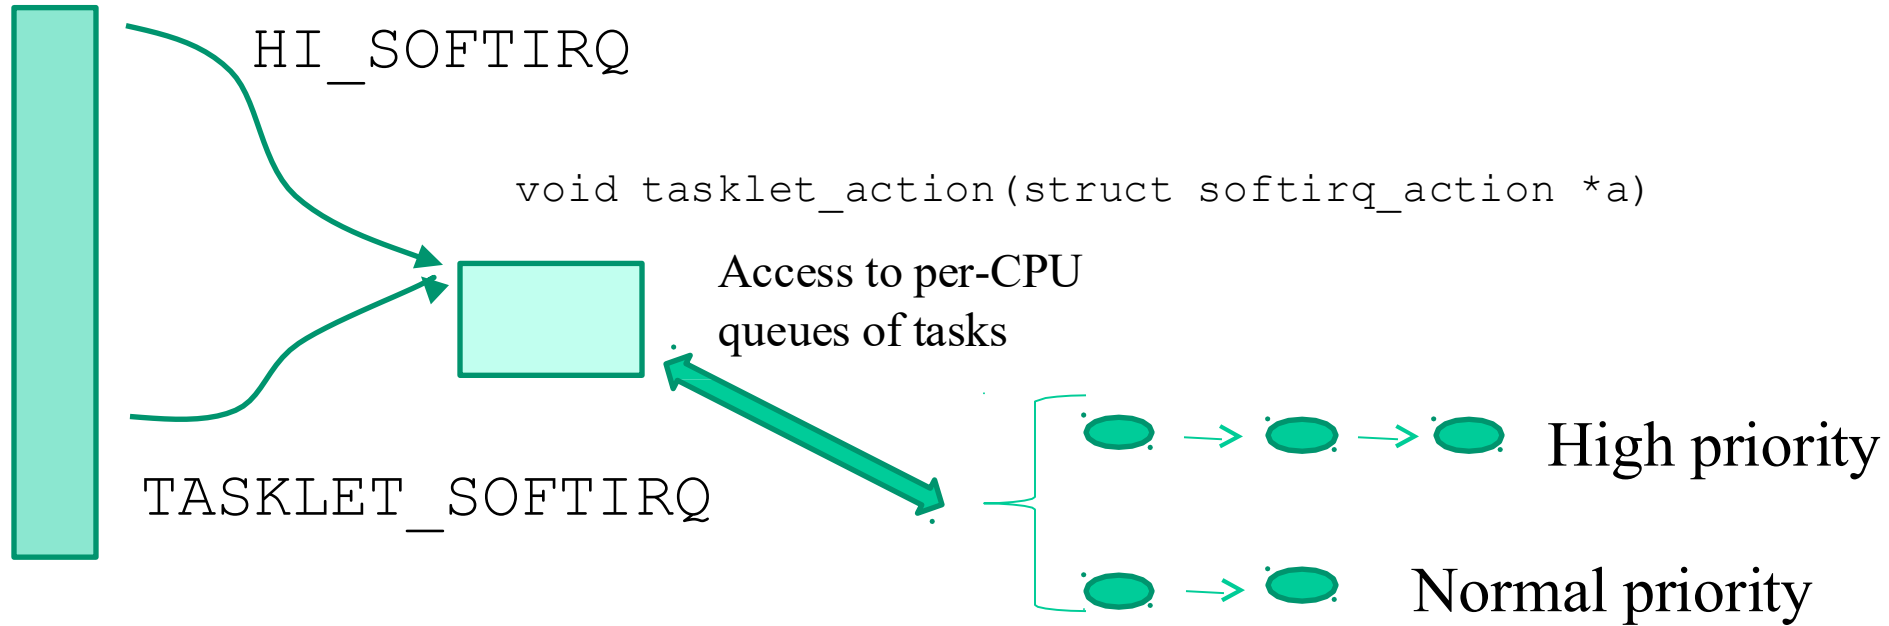 HI_SOFTIRQ
void tasklet_action(struct softirq_action *a)
Access to per-CPU
queues of tasks
High priority
TASKLET_SOFTIRQ
Normal priority